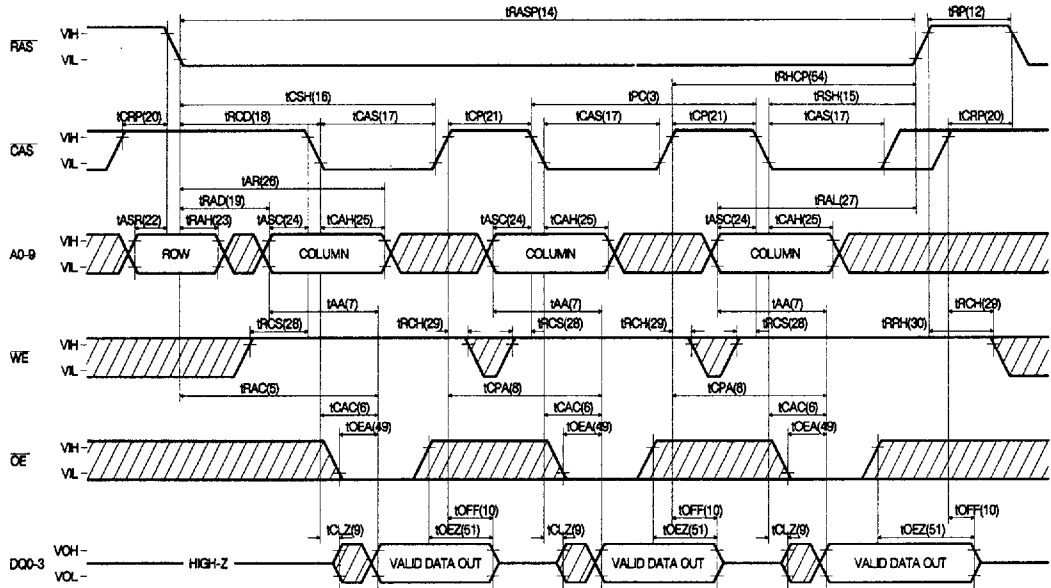 tRASP(14) tRP(12)
RAS VIH VIL
tRHCP(54)
tCSH(16) tPC(3) tRSH(15)
tCRP(20) tRCD(18) tCAS(17) tCP(21) tCAS(17) tCP(21) tCAS(17) tCRP(20)
CAS VIH VIL
tAR(26)
tRAD(19) tRAL(27)
tASR(22) tRAH(23) tASC(24) tCAH(25) tASC(24) tCAH(25) tASC(24) tCAH(25)
A0-9 VIH VIL ROW COLUMN COLUMN COLUMN
tAA(7) tAA(7) tAA(7) tRCH(29)
tRCS(28) tRCH(29) tRCS(28) tRCH(29) tRCS(28) tRRH(30)
WE VIH VIL
tRAC(5) tCPA(8) tCPA(8)
tCAC(6) tCAC(6) tCAC(6)
tOEA(49) tOEA(49) tOEA(49)
OE VIH VIL
tOFF(10) tOFF(10) tOFF(10)
tCLZ(9) tOEZ(51) tCLZ(9) tOEZ(51) tCLZ(9) tOEZ(51)
DQ0-3 VOH VOL HIGH-Z VALID DATA OUT VALID DATA OUT VALID DATA OUT